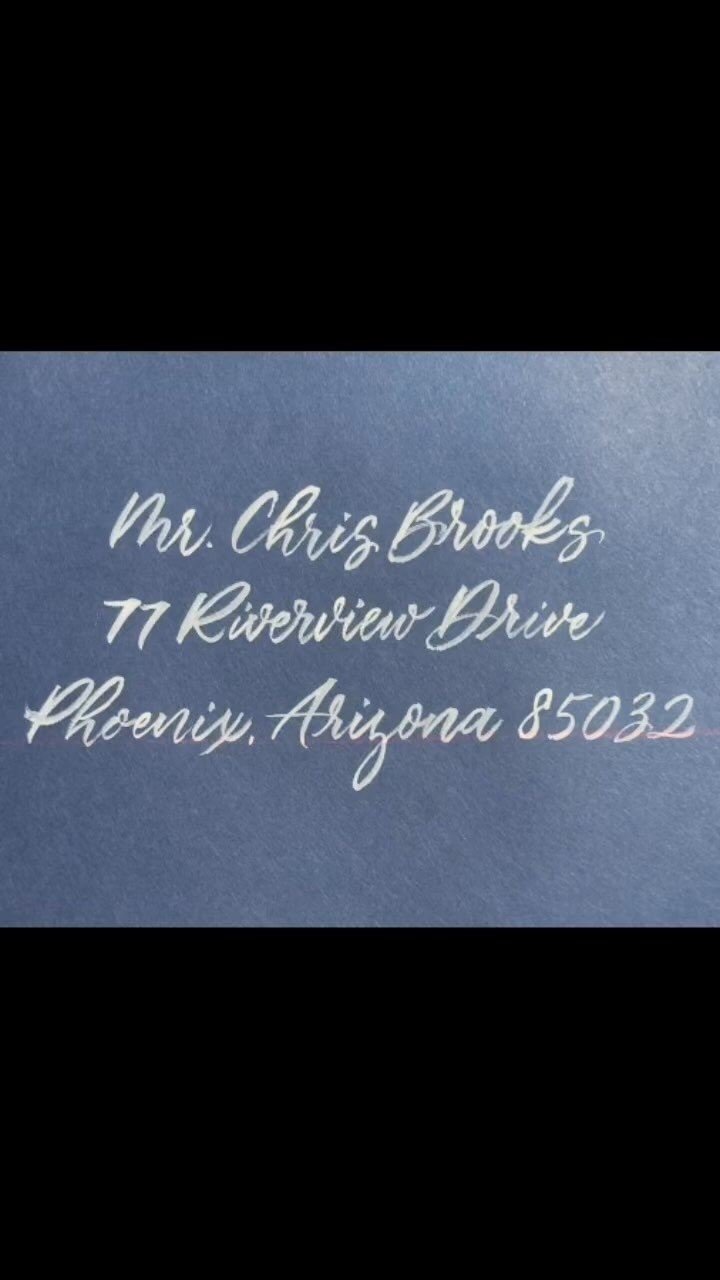 Mr. Chris Brooks
77 Riverview Drive
Phoenix, Arizona 85032